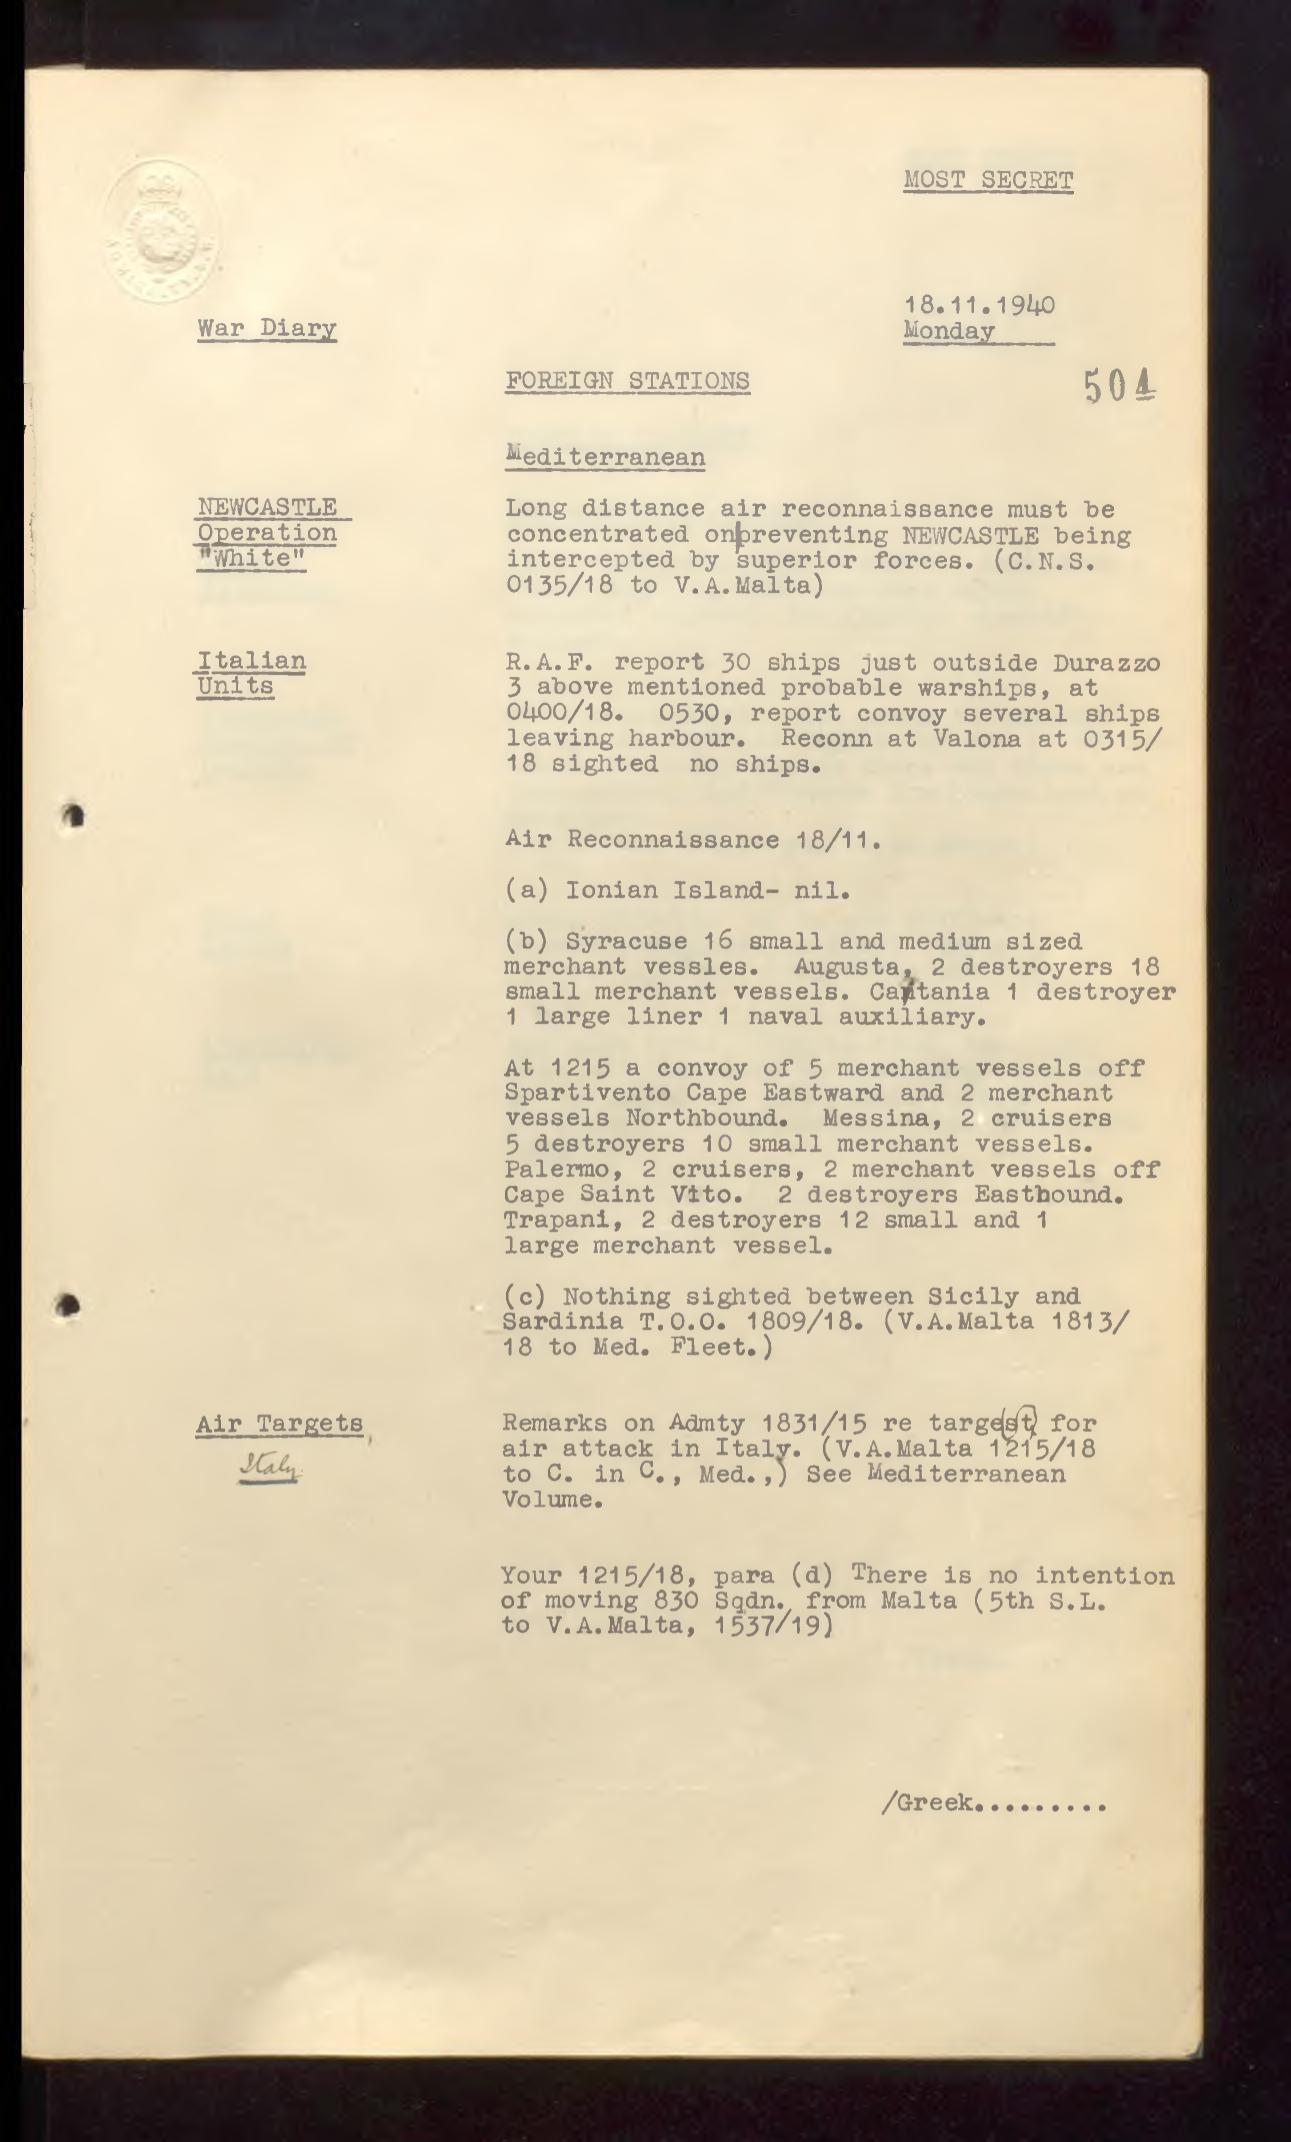 MOST SECRET
18.11.1940
War Diary
Monday
FOREIGN STATIONS
504
Mediterranean
NEWCASTLE
Operation
"White"
Long distance air reconnaissance must be
concentrated on preventing NEWCASTLE being
intercepted by superior forces. (C.N.S.
0135/18 to V.A.Malta)
Italian
Units
R.A.F. report 30 ships just outside Durazzo
3 above mentioned probable warships, at
0400/18. 0530, report convoy several ships
leaving harbour. Reconn at Valona at 0315/
18 sighted no ships.
Air Reconnaissance 18/11.
(a) Ionian Island- nil.
(b) Syracuse 16 small and medium sized
merchant vessles. Augusta, 2 destroyers 18
small merchant vessels. Catania 1 destroyer
1 large liner 1 naval auxiliary.
At 1215 a convoy of 5 merchant vessels off
Spartivento Cape Eastward and 2 merchant
vessels Northbound. Messina, 2 cruisers
5 destroyers 10 small merchant vessels.
Palermo, 2 cruisers, 2 merchant vessels off
Cape Saint Vito. 2 destroyers Eastbound.
Trapani, 2 destroyers 12 small and 1
large merchant vessel.
(c) Nothing sighted between Sicily and
Sardinia T.O.O. 1809/18. (V.A.Malta 1813/
18 to Med. Fleet.)
Air Targets
Italy
Remarks on Admty 1831/15 re targest for
air attack in Italy. (V.A.Malta 1215/18
to C. in C., Med.,) See Mediterranean
Volume.
Your 1215/18, para (d) There is no intention
of moving 830 Sqdn. from Malta (5th S.L.
to V.A.Malta, 1537/19)
/Greek.........